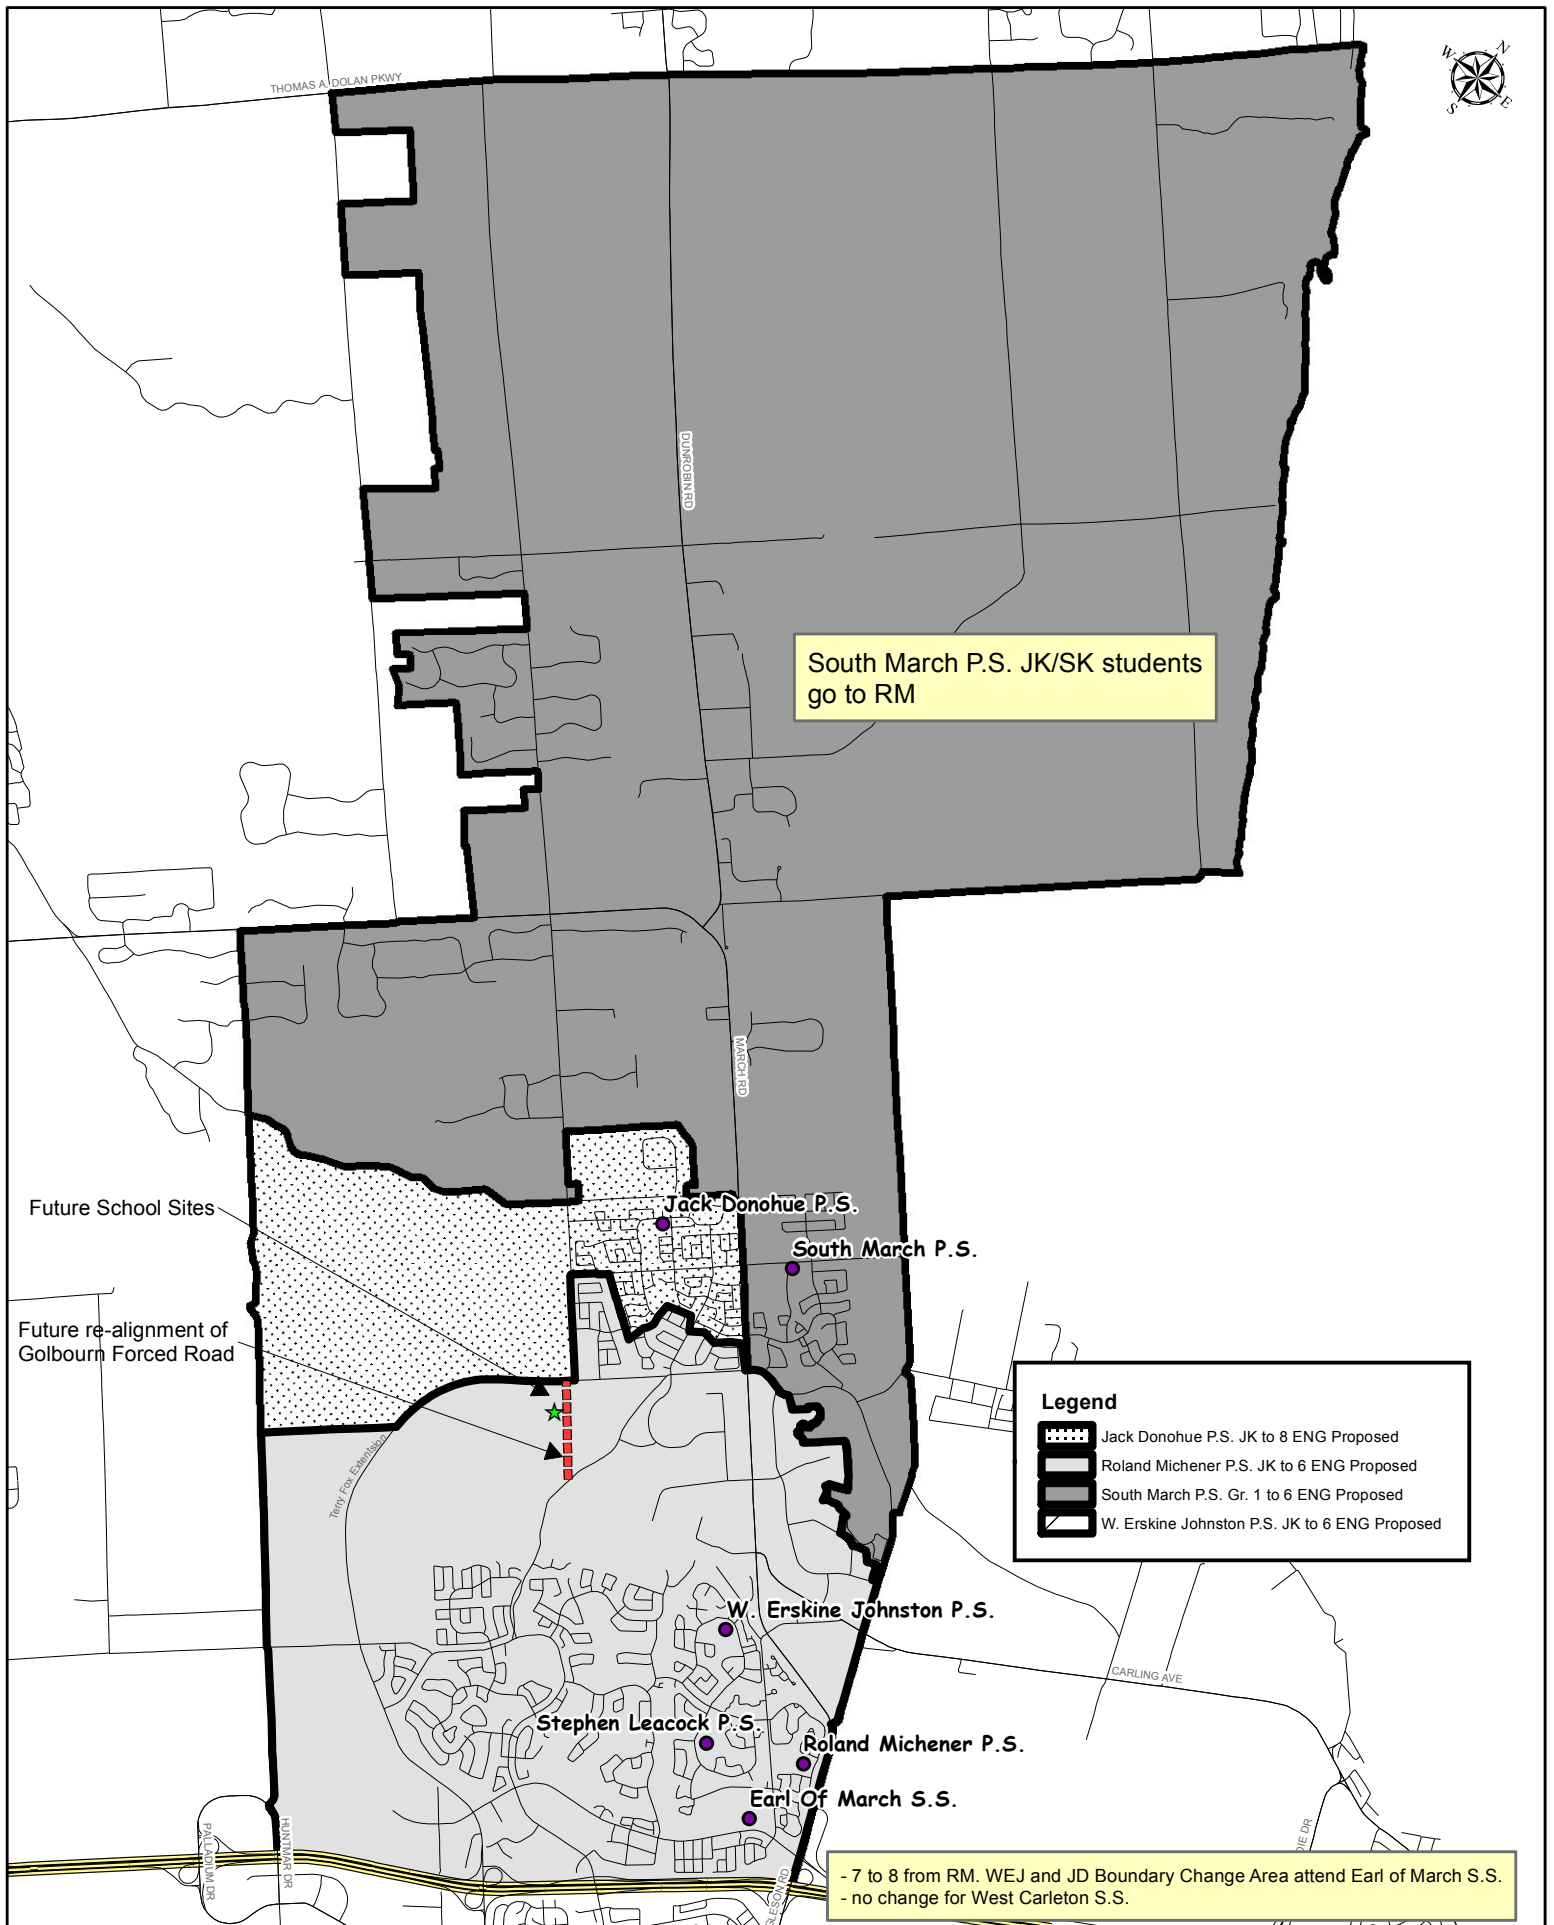 THOMAS A. DOLAN PKWY
W N
S E
DUNROBIN RD
South March P.S. JK/SK students
go to RM
MARCH RD
Future School Sites
Jack Donohue P.S.
South March P.S.
Future re-alignment of
Golbourn Forced Road
Legend
Jack Donohue P.S. JK to 8 ENG Proposed
Roland Michener P.S. JK to 6 ENG Proposed
South March P.S. Gr. 1 to 6 ENG Proposed
W. Erskine Johnston P.S. JK to 6 ENG Proposed
Terry Fox Extenstion
W. Erskine Johnston P.S.
CARLING AVE
Stephen Leacock P.S.
Roland Michener P.S.
Earl Of March S.S.
PALLADIUM DR
HUNTMAR DR
GLESON RD
DIE DR
- 7 to 8 from RM. WEJ and JD Boundary Change Area attend Earl of March S.S.
- no change for West Carleton S.S.